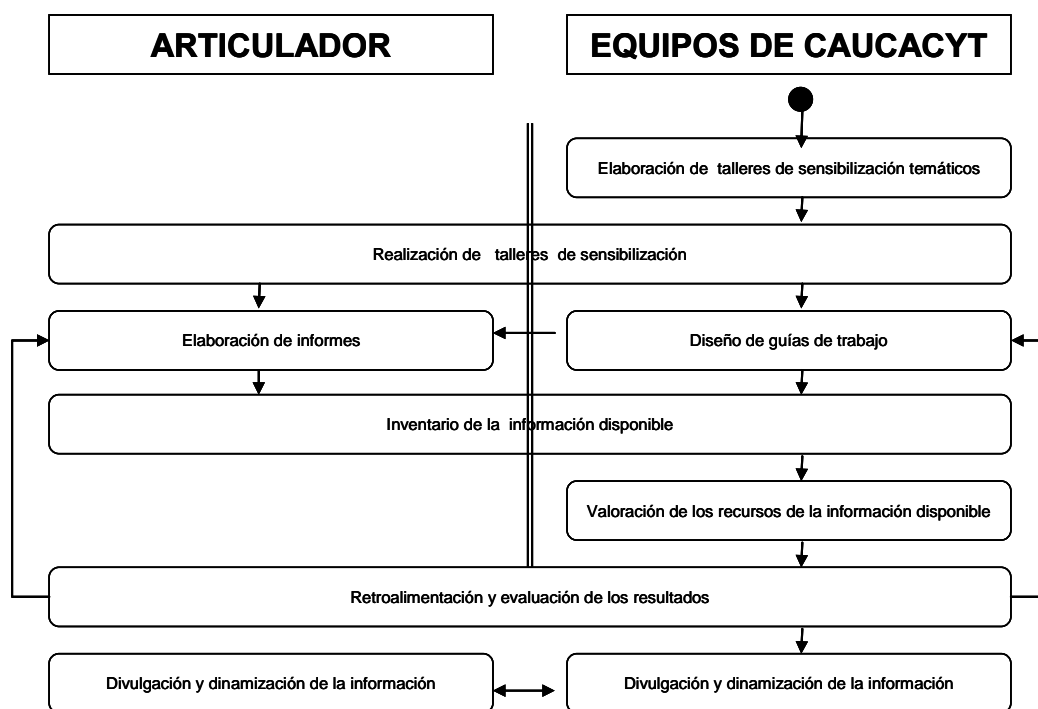 ARTICULADOR
EQUIPOS DE CAUCACYT
Elaboración de talleres de sensibilización temáticos
Realización de talleres de sensibilización
Elaboración de informes
Diseño de guías de trabajo
Inventario de la información disponible
Valoración de los recursos de la información disponible
Retroalimentación y evaluación de los resultados
Divulgación y dinamización de la información
Divulgación y dinamización de la información